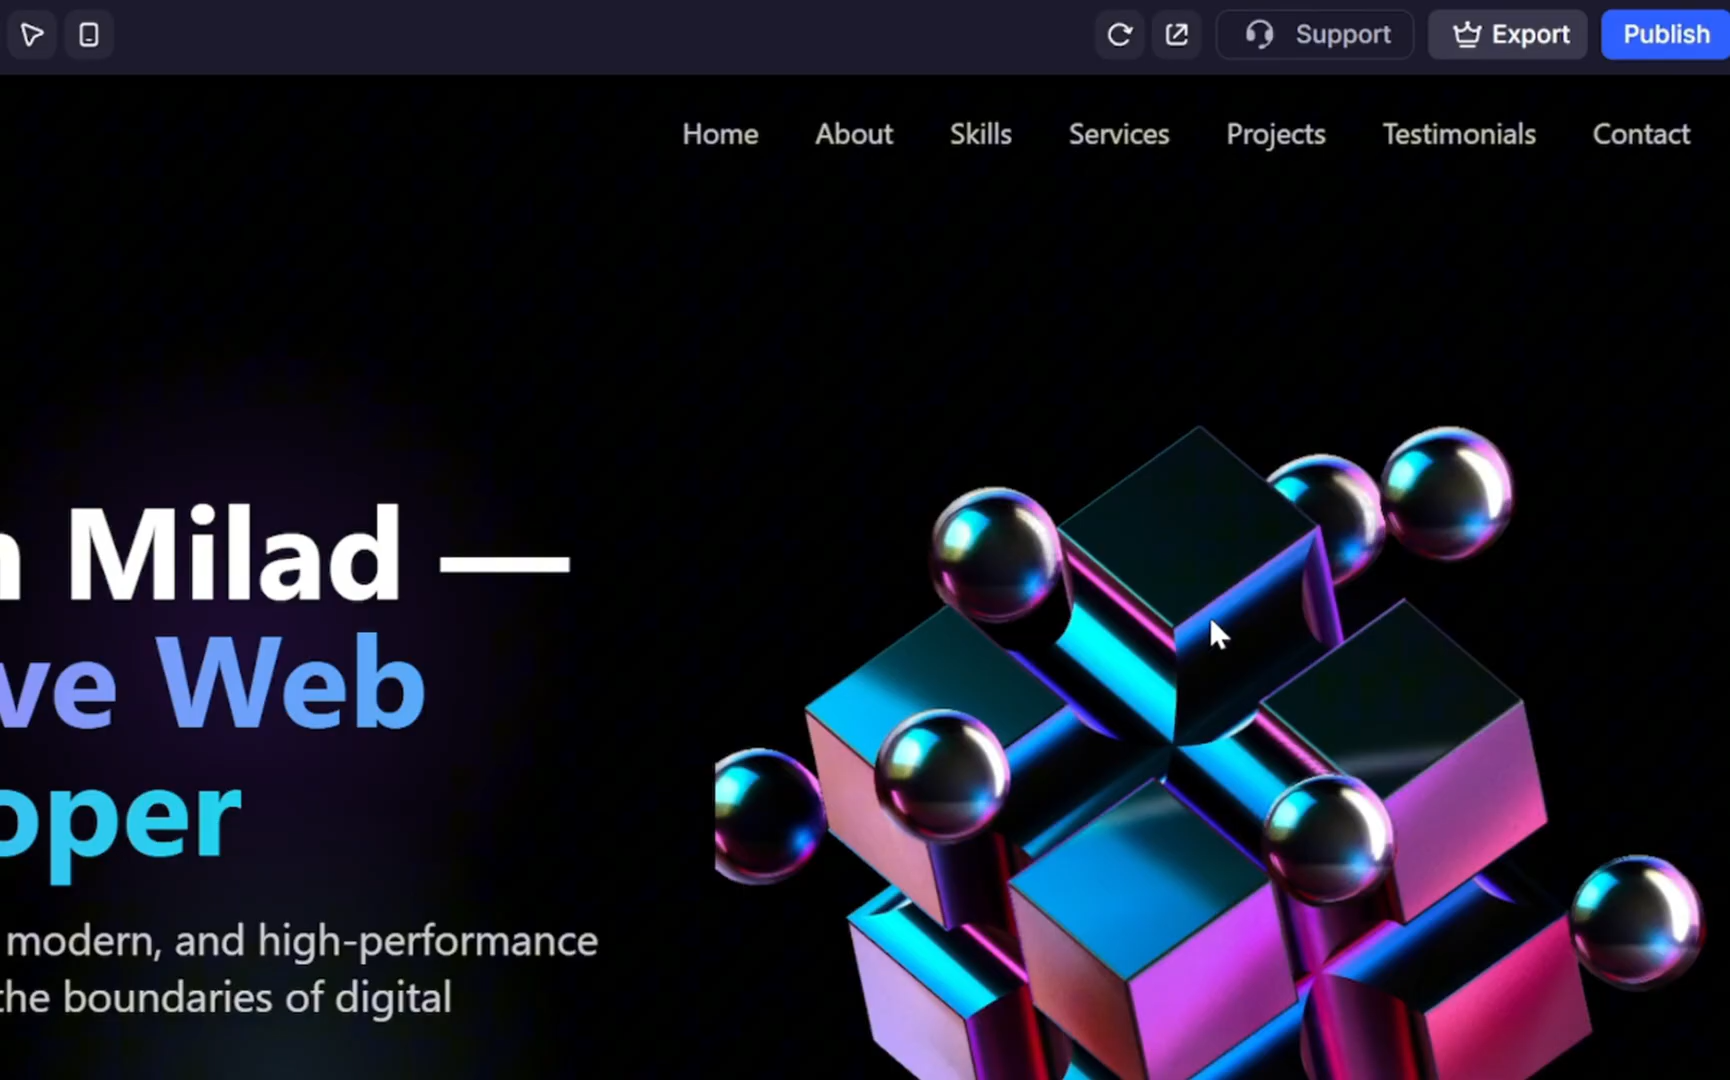 Support
Export
Publish
Home About Skills Services Projects Testimonials Contact
Milad —
ve Web
oper
modern, and high-performance
the boundaries of digital